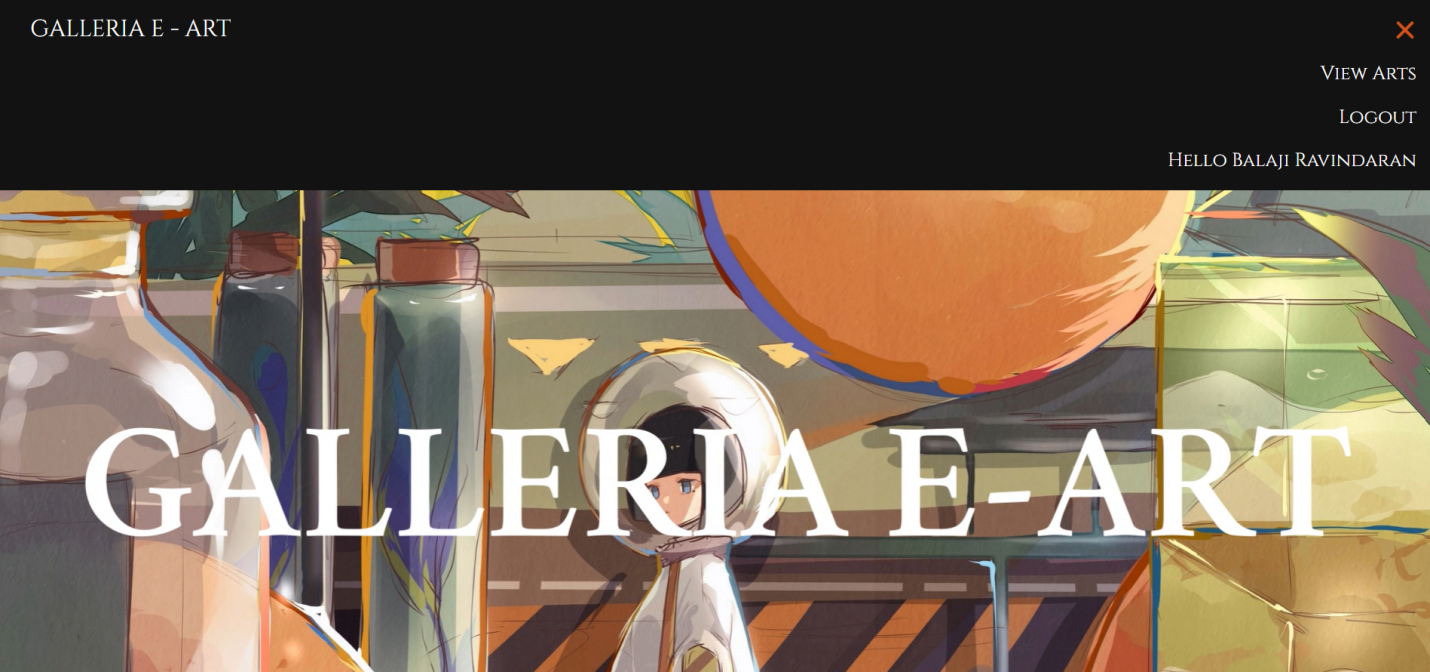 GALLERIA E - ART
View Arts
Logout
Hello Balaji Ravindaran
GALLERIA E-ART